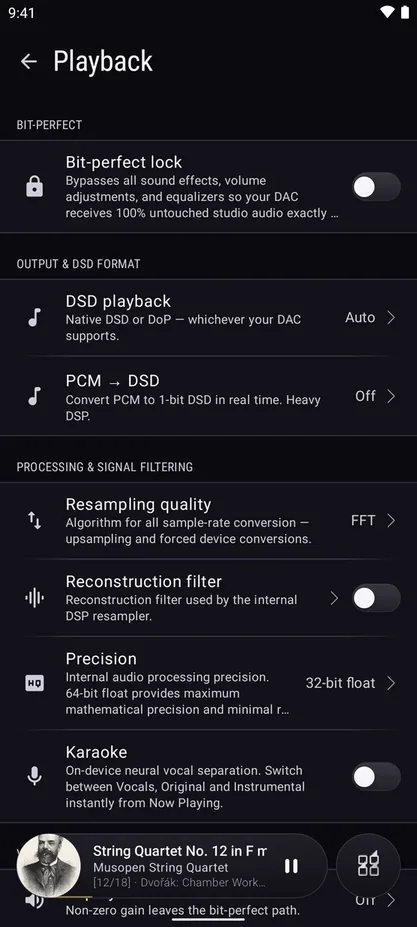 9:41
Playback
BIT-PERFECT
Bit-perfect lock
Bypasses all sound effects, volume
adjustments, and equalizers so your DAC
receives 100% untouched studio audio exactly …
OUTPUT & DSD FORMAT
DSD playback
Native DSD or DoP — whichever your DAC
supports.
Auto
PCM → DSD
Convert PCM to 1-bit DSD in real time. Heavy
DSP.
Off
PROCESSING & SIGNAL FILTERING
Resampling quality
Algorithm for all sample-rate conversion —
upsampling and forced device conversions.
FFT
Reconstruction filter
Reconstruction filter used by the internal
DSP resampler.
HQ
Precision
Internal audio processing precision.
64-bit float provides maximum
mathematical precision and minimal r…
32-bit float
Karaoke
On-device neural vocal separation. Switch
between Vocals, Original and Instrumental
instantly from Now Playing.
String Quartet No. 12 in F m
Musopen String Quartet
[12/18] · Dvořák: Chamber Work…
Off
Non-zero gain leaves the bit-perfect path.